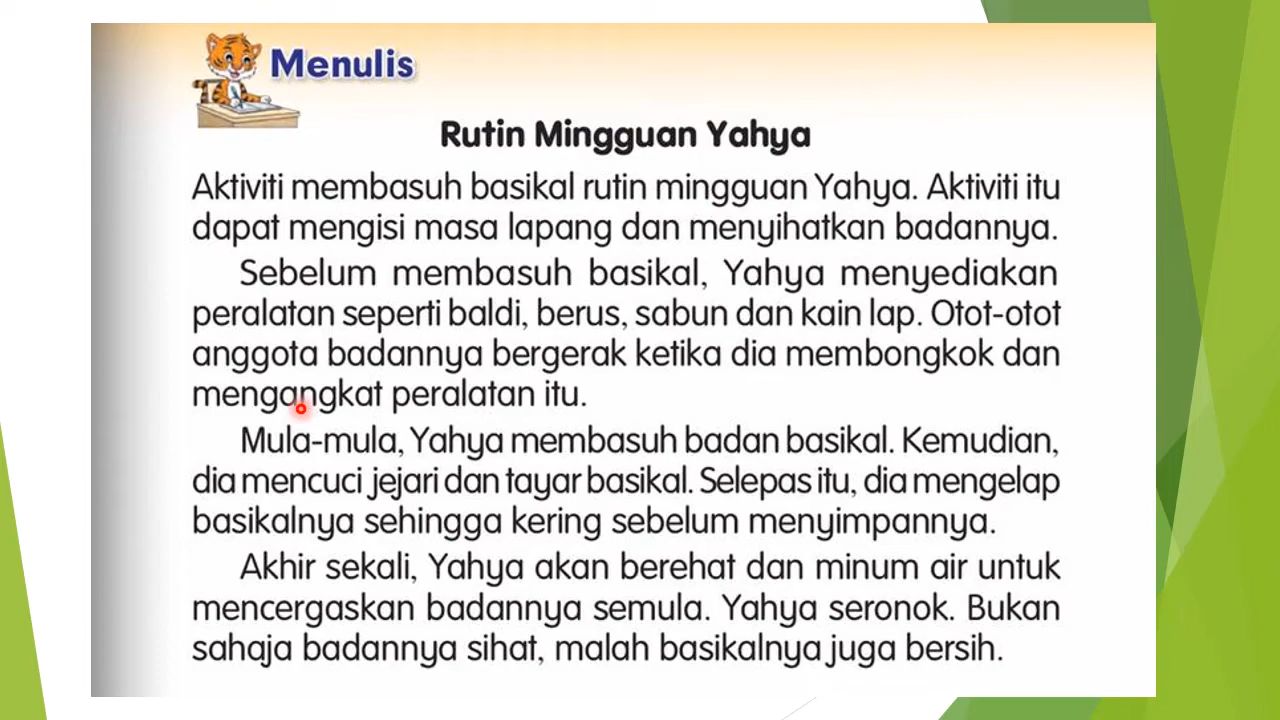 Menulis
Rutin Mingguan Yahya
Aktiviti membasuh basikal rutin mingguan Yahya. Aktiviti itu
dapat mengisi masa lapang dan menyihatkan badannya.
Sebelum membasuh basikal, Yahya menyediakan
peralatan seperti baldi, berus, sabun dan kain lap. Otot-otot
anggota badannya bergerak ketika dia membongkok dan
mengangkat peralatan itu.
Mula-mula, Yahya membasuh badan basikal. Kemudian,
dia mencuci jejari dan tayar basikal. Selepas itu, dia mengelap
basikalnya sehingga kering sebelum menyimpannya.
Akhir sekali, Yahya akan berehat dan minum air untuk
mencergaskan badannya semula. Yahya seronok. Bukan
sahaja badannya sihat, malah basikalnya juga bersih.